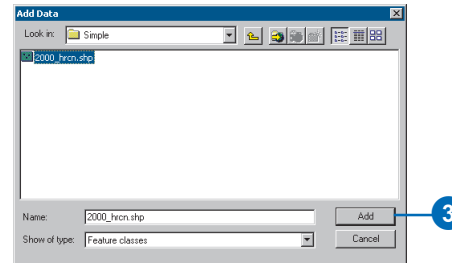 Add Data
Look in: Simple
2000_hrcn.shp
Name: 2000_hrcn.shp Add
Show of type: Feature classes Cancel
3